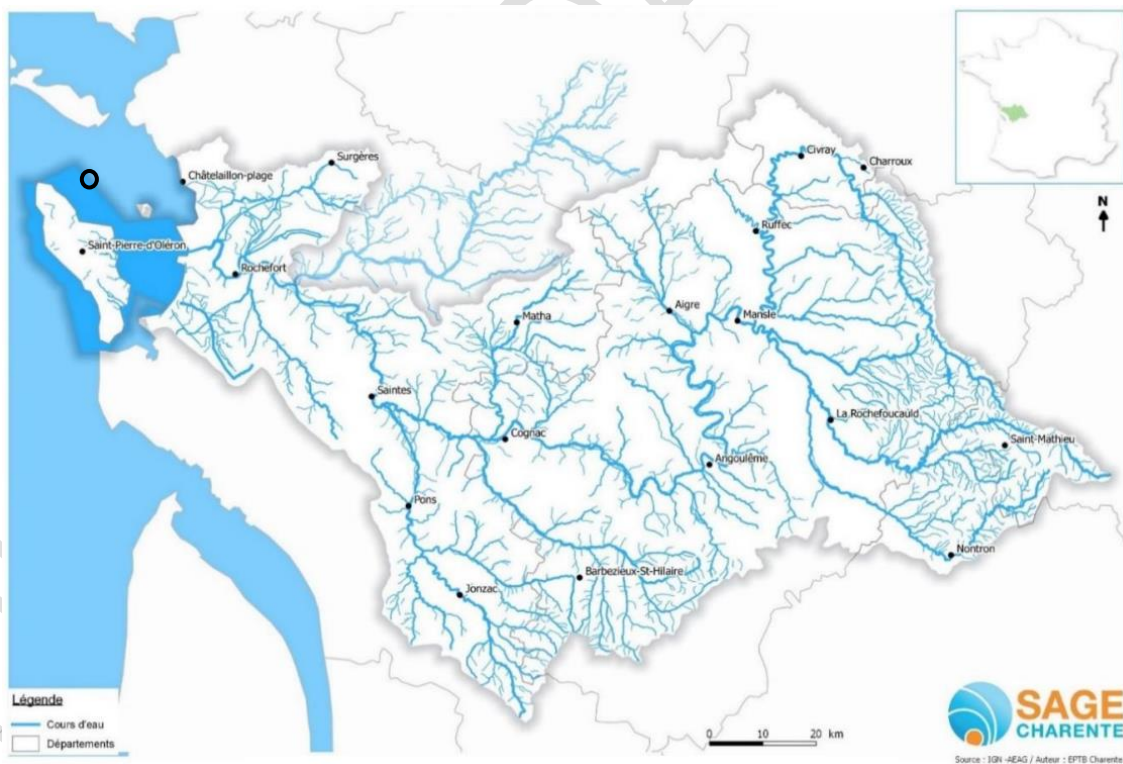 Civray
Surgères
Charroux
Châtelaillon-plage
N
Ruffec
Saint-Pierre-d'Oléron
Rochefort
Aigre
Mansle
Matha
Saintes
La Rochefoucauld
Cognac
Saint-Mathieu
Angoulême
Pons
Nontron
Barbezieux-St-Hilaire
Jonzac
Légende
Cours d'eau
Départements
0 10 20 km
SAGE
CHARENTE
Source : IGN -AEAG / Auteur : EPTB Charente